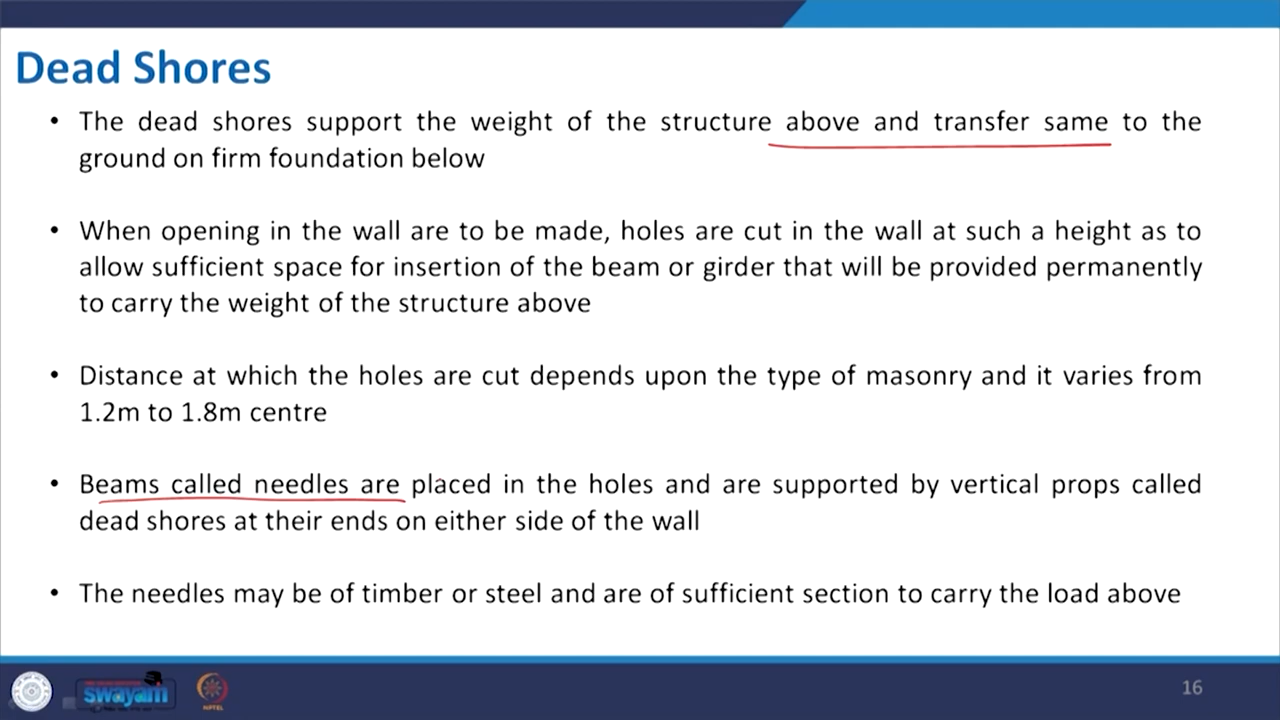 Dead Shores
• The dead shores support the weight of the structure above and transfer same to the
ground on firm foundation below
• When opening in the wall are to be made, holes are cut in the wall at such a height as to
allow sufficient space for insertion of the beam or girder that will be provided permanently
to carry the weight of the structure above
• Distance at which the holes are cut depends upon the type of masonry and it varies from
1.2m to 1.8m centre
• Beams called needles are placed in the holes and are supported by vertical props called
dead shores at their ends on either side of the wall
• The needles may be of timber or steel and are of sufficient section to carry the load above
swayam
NPTEL
16